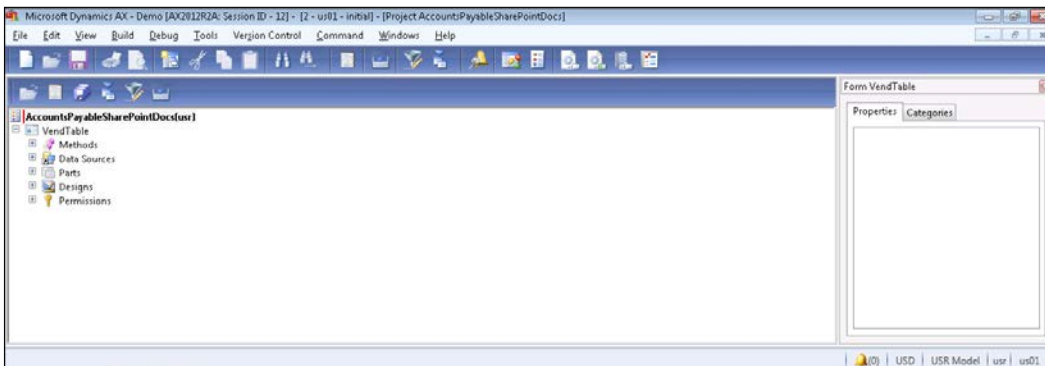 Microsoft Dynamics AX - Demo [AX2012R2A: Session ID - 12] - [2 - us01 - initial] - [Project AccountsPayableSharePointDocs]
File Edit View Build Debug Tools Version Control Command Windows Help
Form VendTable
Properties Categories
AccountsPayableSharePointDocs(usr)
VendTable
Methods
Data Sources
Parts
Designs
Permissions
(0) USD USR Model usr us01